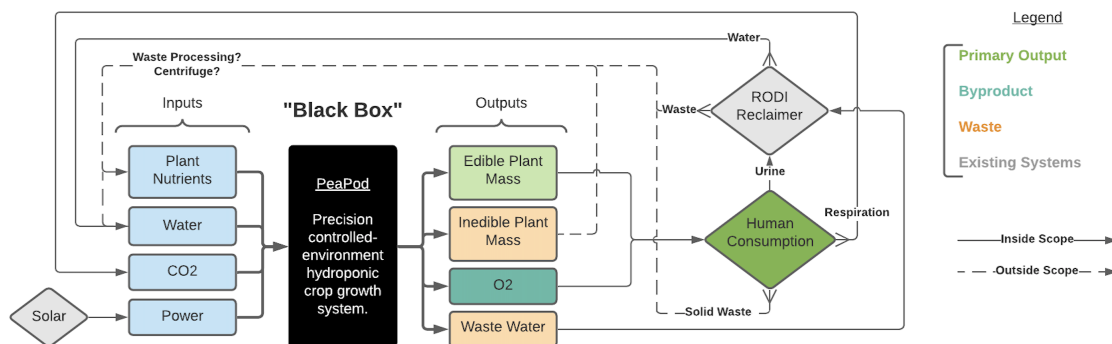 Waste Processing?
Centrifuge?
Water
Legend
Primary Output
Byproduct
Waste
Existing Systems
Inside Scope
Outside Scope
Inputs
"Black Box"
Outputs
Waste
RODI
Reclaimer
Plant
Nutrients
Water
CO2
Power
Solar
PeaPod
Precision
controlled-
environment
hydroponic
crop growth
system.
Edible Plant
Mass
Inedible Plant
Mass
O2
Waste Water
Urine
Human
Consumption
Respiration
Solid Waste